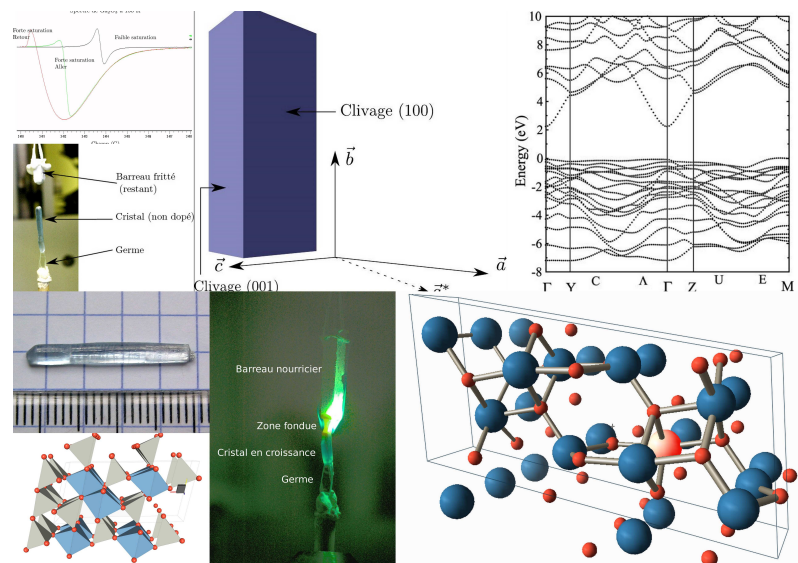 Forte saturation
Retour
Faible saturation
Forte saturation
Aller
Barreau fritté
(restant)
Cristal (non dopé)
Germe
Clivage (100)
b
c
a
Clivage (001)
a*
Energy (eV)
10
8
6
4
2
0
-2
-4
-6
-8
Γ Y C Λ Γ Z U E M
Barreau nourricier
Zone fondue
Cristal en croissance
Germe